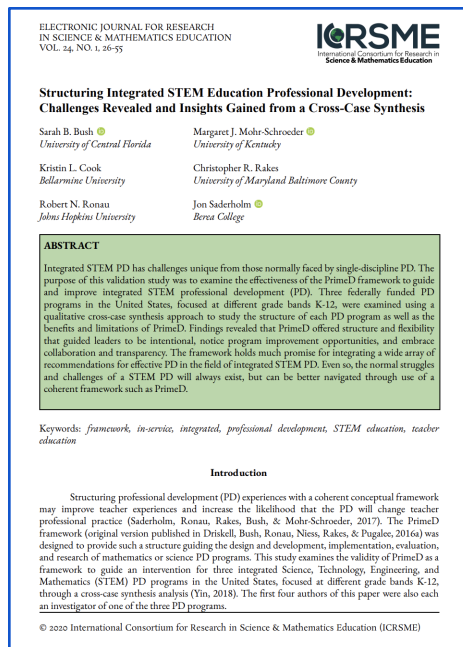 ELECTRONIC JOURNAL FOR RESEARCH
IN SCIENCE & MATHEMATICS EDUCATION
VOL. 24, NO. 1, 26-55
ICRSME
International Consortium for Research in
Science & Mathematics Education
Structuring Integrated STEM Education Professional Development:
Challenges Revealed and Insights Gained from a Cross-Case Synthesis
Sarah B. Bush
University of Central Florida
Margaret J. Mohr-Schroeder
University of Kentucky
Kristin L. Cook
Bellarmine University
Christopher R. Rakes
University of Maryland Baltimore County
Robert N. Ronau
Johns Hopkins University
Jon Saderholm
Berea College
ABSTRACT
Integrated STEM PD has challenges unique from those normally faced by single-discipline PD. The
purpose of this validation study was to examine the effectiveness of the PrimeD framework to guide
and improve integrated STEM professional development (PD). Three federally funded PD
programs in the United States, focused at different grade bands K-12, were examined using a
qualitative cross-case synthesis approach to study the structure of each PD program as well as the
benefits and limitations of PrimeD. Findings revealed that PrimeD offered structure and flexibility
that guided leaders to be intentional, notice program improvement opportunities, and embrace
collaboration and transparency. The framework holds much promise for integrating a wide array of
recommendations for effective PD in the field of integrated STEM PD. Even so, the normal struggles
and challenges of a STEM PD will always exist, but can be better navigated through use of a
coherent framework such as PrimeD.
Keywords: framework, in-service, integrated, professional development, STEM education, teacher
education
Introduction
Structuring professional development (PD) experiences with a coherent conceptual framework
may improve teacher experiences and increase the likelihood that the PD will change teacher
professional practice (Saderholm, Ronau, Rakes, Bush, & Mohr-Schroeder, 2017). The PrimeD
framework (original version published in Driskell, Bush, Ronau, Niess, Rakes, & Pugalee, 2016a) was
designed to provide such a structure guiding the design and development, implementation, evaluation,
and research of mathematics or science PD programs. This study examines the validity of PrimeD as a
framework to guide an intervention for three integrated Science, Technology, Engineering, and
Mathematics (STEM) PD programs in the United States, focused at different grade bands K-12,
through a cross-case synthesis analysis (Yin, 2018). The first four authors of this paper were also each
an investigator of one of the three PD programs.
© 2020 International Consortium for Research in Science & Mathematics Education (ICRSME)